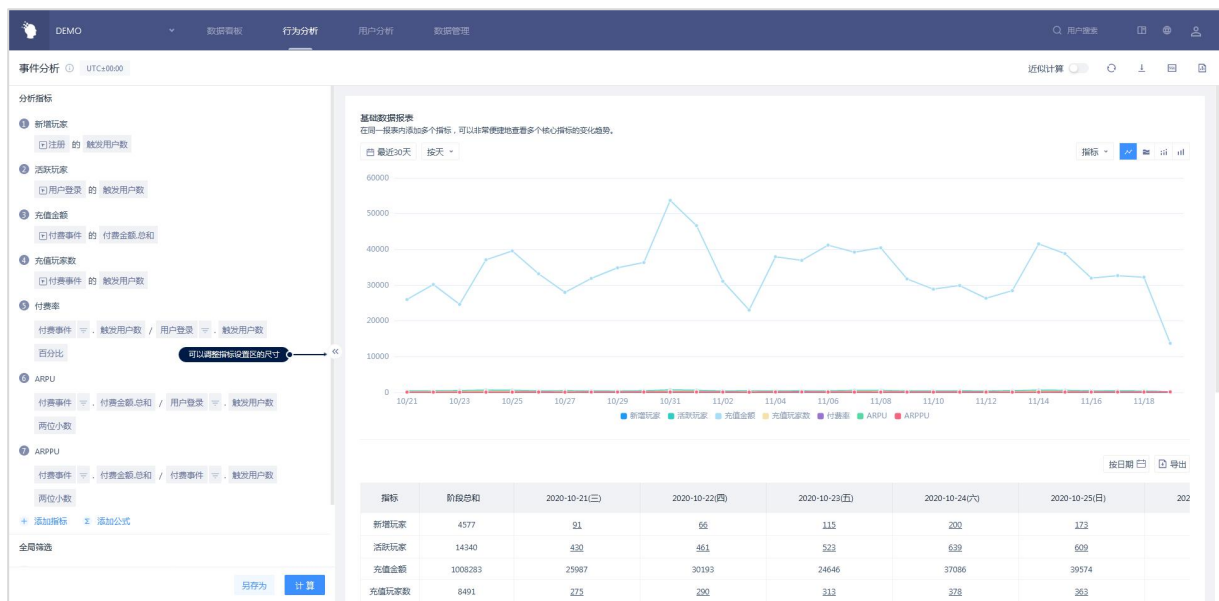 DEMO 数据看板 行为分析 用户分析 数据管理 用户搜索
事件分析 UTC±00:00 近似计算
分析指标
1 新增玩家
注册 的 触发用户数
2 活跃玩家
用户登录 的 触发用户数
3 充值金额
付费事件 的 付费金额.总和
4 充值玩家数
付费事件 的 触发用户数
5 付费率
付费事件 . 触发用户数 / 用户登录 . 触发用户数
百分比
可以调整指标设置区的尺寸
6 ARPU
付费事件 . 付费金额.总和 / 用户登录 . 触发用户数
两位小数
7 ARPPU
付费事件 . 付费金额.总和 / 付费事件 . 触发用户数
两位小数
+ 添加指标 Σ 添加公式
全局筛选
另存为 计算
基础数据报表
在同一报表内添加多个指标，可以非常便捷地查看多个核心指标的变化趋势。
最近30天 按天 指标
60000
50000
40000
30000
20000
10000
0
10/21 10/23 10/25 10/27 10/29 10/31 11/02 11/04 11/06 11/08 11/10 11/12 11/14 11/16 11/18
新增玩家 活跃玩家 充值金额 充值玩家数 付费率 ARPU ARPPU
按日期 导出
指标 阶段总和 2020-10-21(三) 2020-10-22(四) 2020-10-23(五) 2020-10-24(六) 2020-10-25(日) 202
新增玩家 4577 91 66 115 200 173
活跃玩家 14340 430 461 523 639 609
充值金额 1008283 25987 30193 24646 37086 39574
充值玩家数 8491 275 290 313 378 363